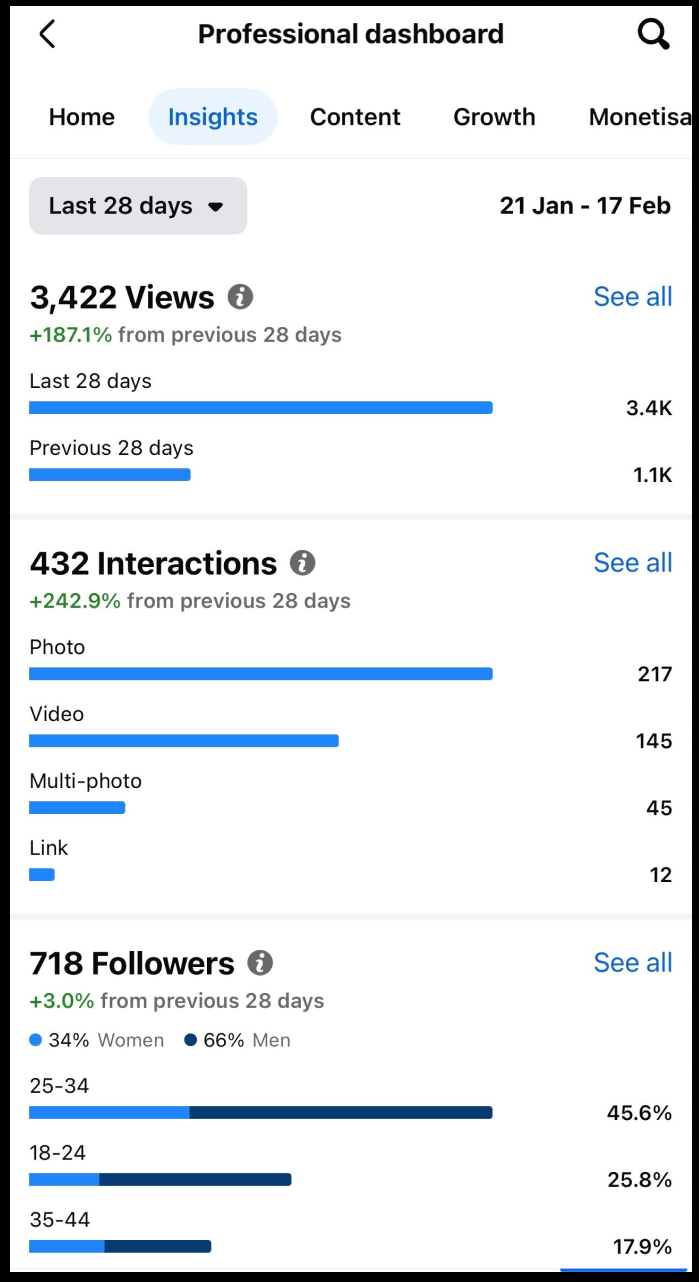 Professional dashboard
Home Insights Content Growth Monetisa
Last 28 days 21 Jan - 17 Feb
3,422 Views See all
+187.1% from previous 28 days
Last 28 days
3.4K
Previous 28 days
1.1K
432 Interactions See all
+242.9% from previous 28 days
Photo
217
Video
145
Multi-photo
45
Link
12
718 Followers See all
+3.0% from previous 28 days
34% Women 66% Men
25-34
45.6%
18-24
25.8%
35-44
17.9%